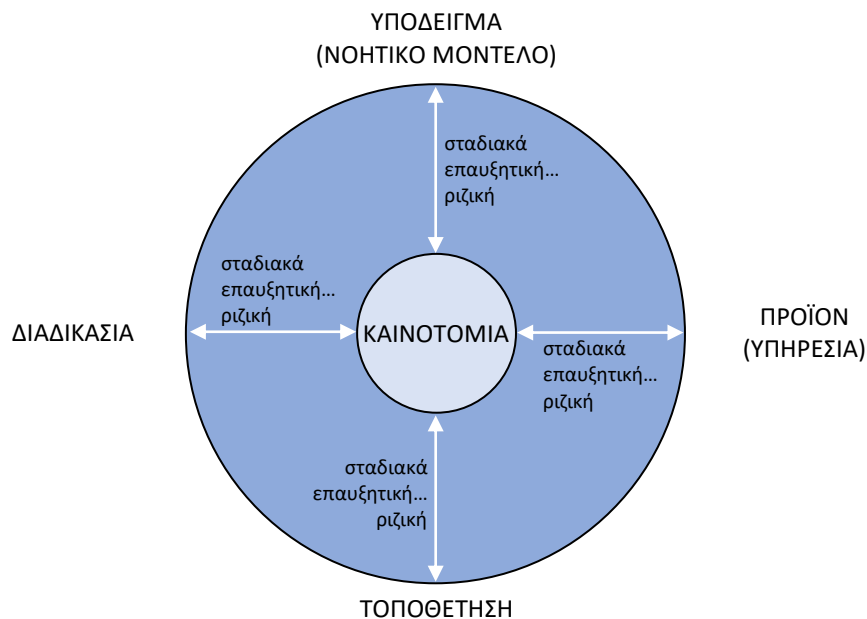 ΥΠΟΔΕΙΓΜΑ
(ΝΟΗΤΙΚΟ ΜΟΝΤΕΛΟ)
σταδιακά
επαυξητική...
ριζική
σταδιακά
επαυξητική...
ριζική
ΔΙΑΔΙΚΑΣΙΑ
ΚΑΙΝΟΤΟΜΙΑ
ΠΡΟΪΟΝ
(ΥΠΗΡΕΣΙΑ)
σταδιακά
επαυξητική...
ριζική
σταδιακά
επαυξητική...
ριζική
ΤΟΠΟΘΕΤΗΣΗ